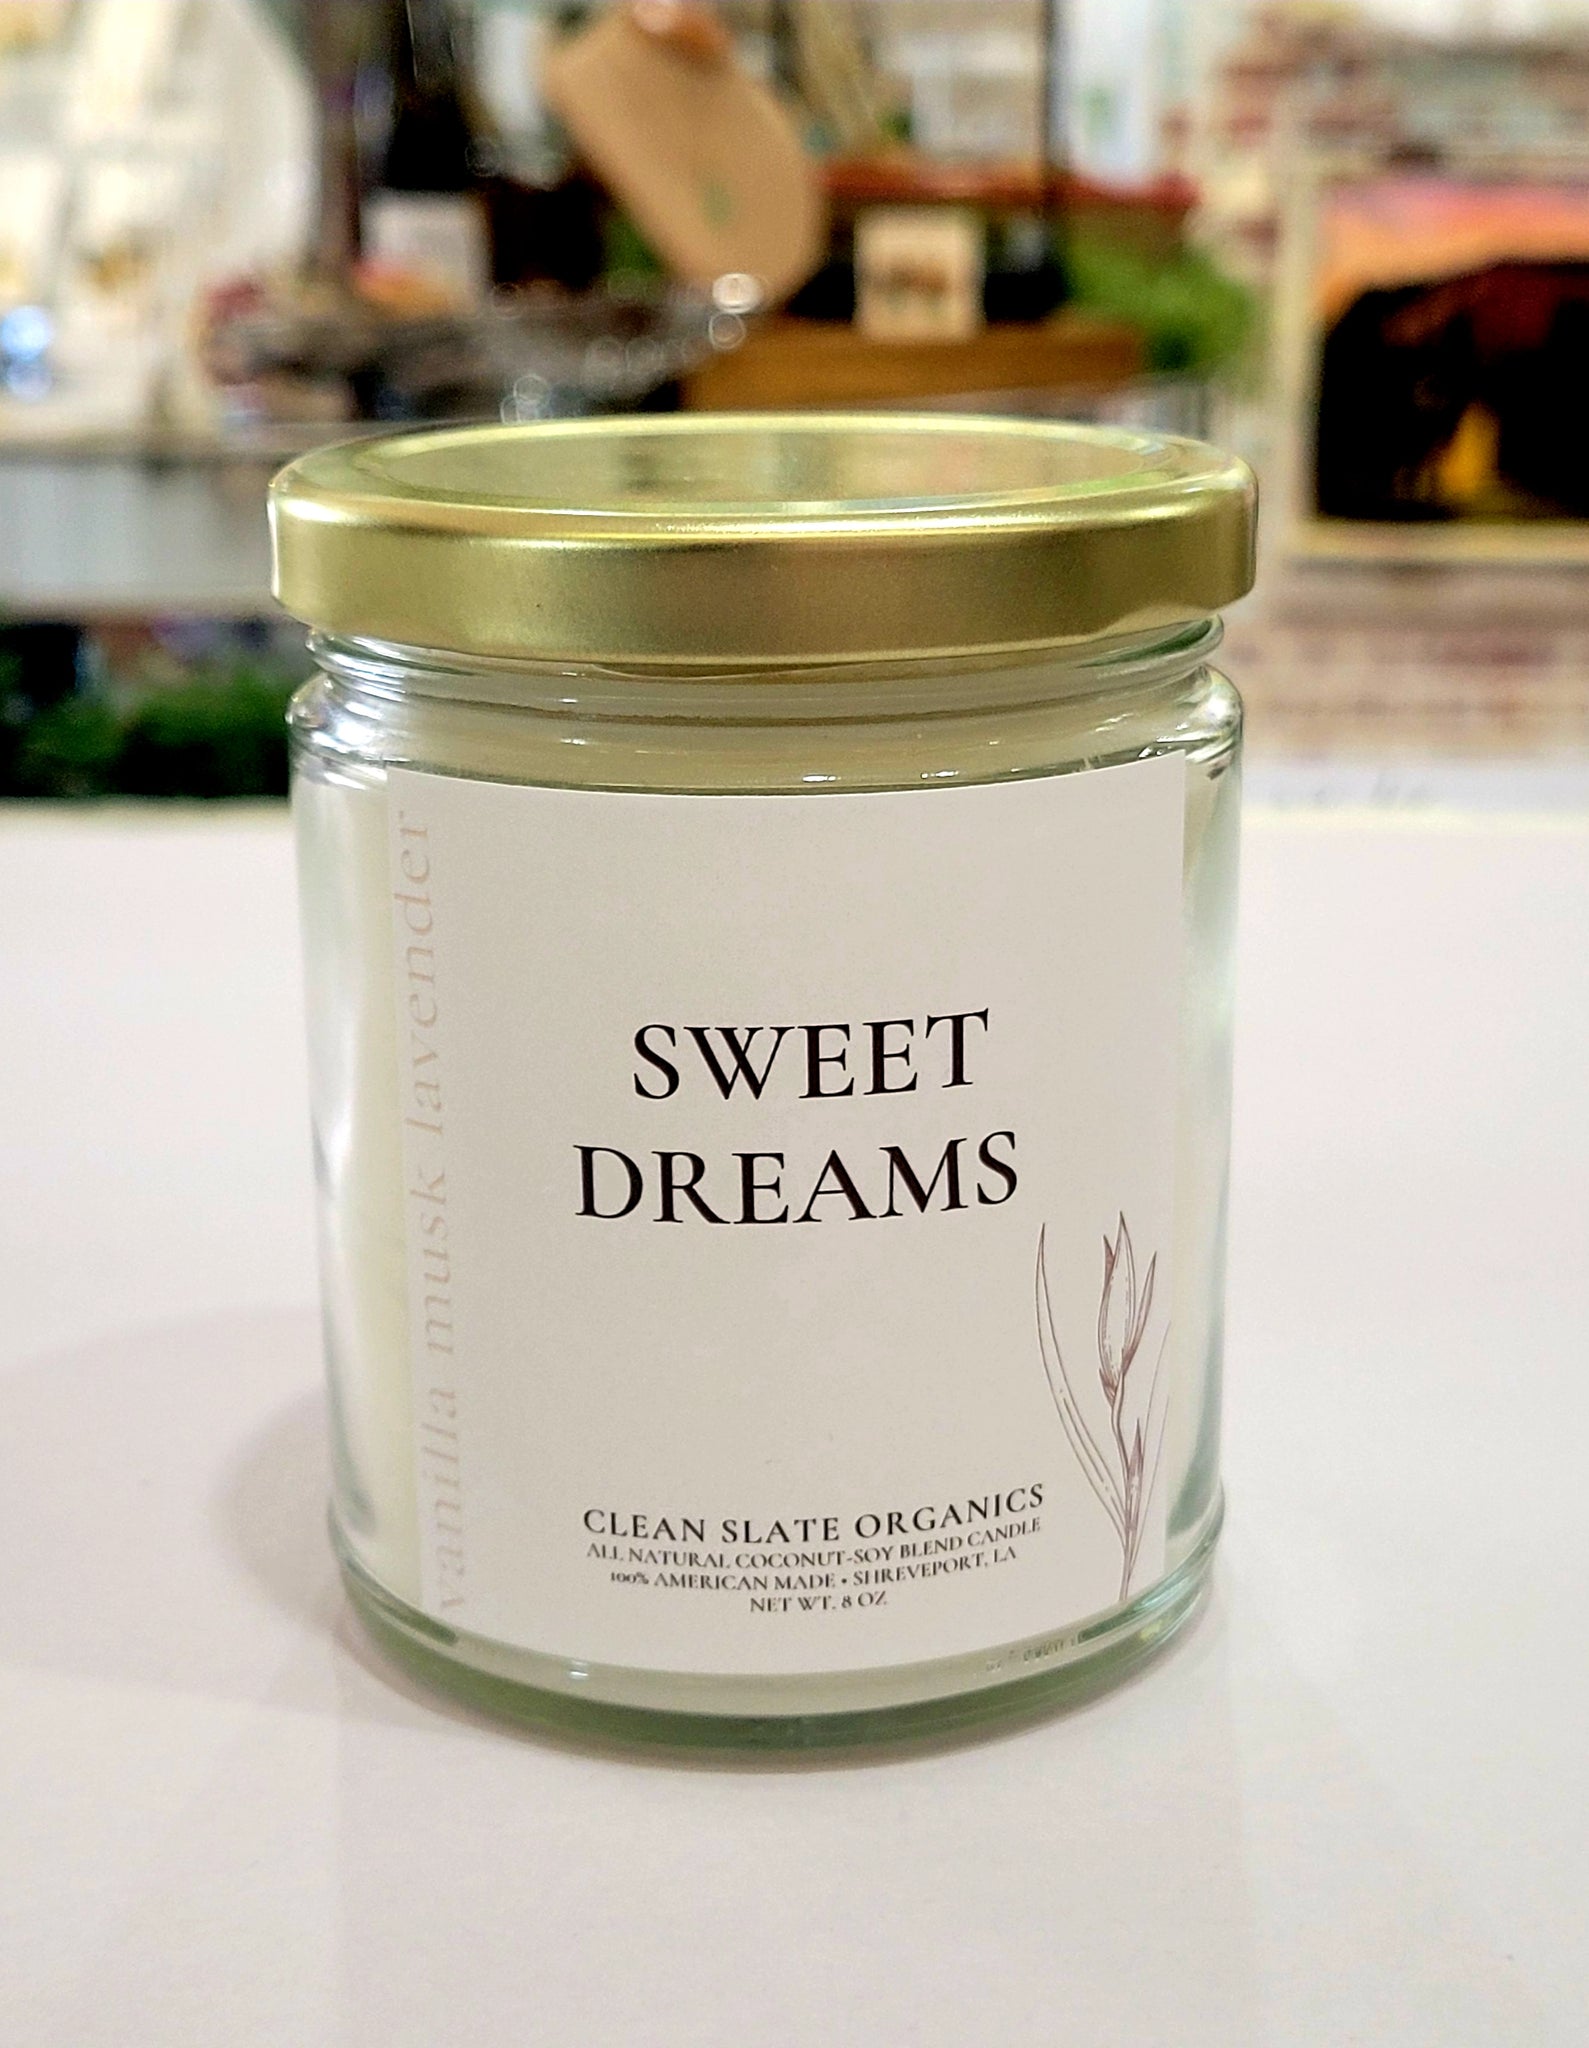 vanilla musk lavender
SWEET
DREAMS
CLEAN SLATE ORGANICS
ALL NATURAL COCONUT-SOY BLEND CANDLE
100% AMERICAN MADE • SHREVEPORT, LA
NET WT. 8 OZ